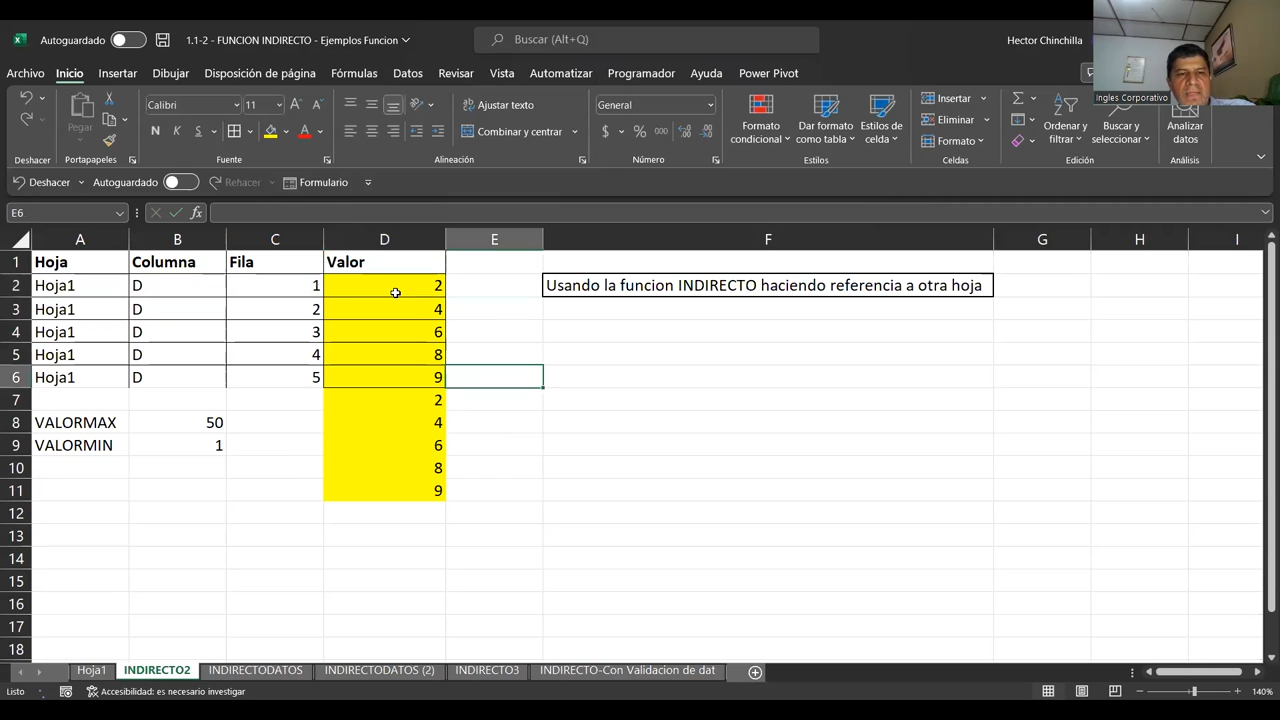 Autoguardado
1.1-2 - FUNCION INDIRECTO - Ejemplos Funcion
Buscar (Alt+Q)
Hector Chinchilla
Ingles Corporativo
Archivo Inicio Insertar Dibujar Disposición de página Fórmulas Datos Revisar Vista Automatizar Programador Ayuda Power Pivot
Pegar
Calibri 11
N K S
Ajustar texto
Combinar y centrar
General
$ % 000
Formato condicional
Dar formato como tabla
Estilos de celda
Insertar
Eliminar
Formato
Ordenar y filtrar
Buscar y seleccionar
Analizar datos
Deshacer Portapapeles Fuente Alineación Número Estilos Celdas Edición Análisis
Deshacer Autoguardado Rehacer Formulario
E6 fx
A B C D E F G H I
1 Hoja Columna Fila Valor
2 Hoja1 D 1 2 Usando la funcion INDIRECTO haciendo referencia a otra hoja
3 Hoja1 D 2 4
4 Hoja1 D 3 6
5 Hoja1 D 4 8
6 Hoja1 D 5 9
7 2
8 VALORMAX 50 4
9 VALORMIN 1 6
10 8
11 9
12
13
14
15
16
17
18
Hoja1 INDIRECTO2 INDIRECTODATOS INDIRECTODATOS (2) INDIRECTO3 INDIRECTO-Con Validacion de dat
Listo Accesibilidad: es necesario investigar 140%